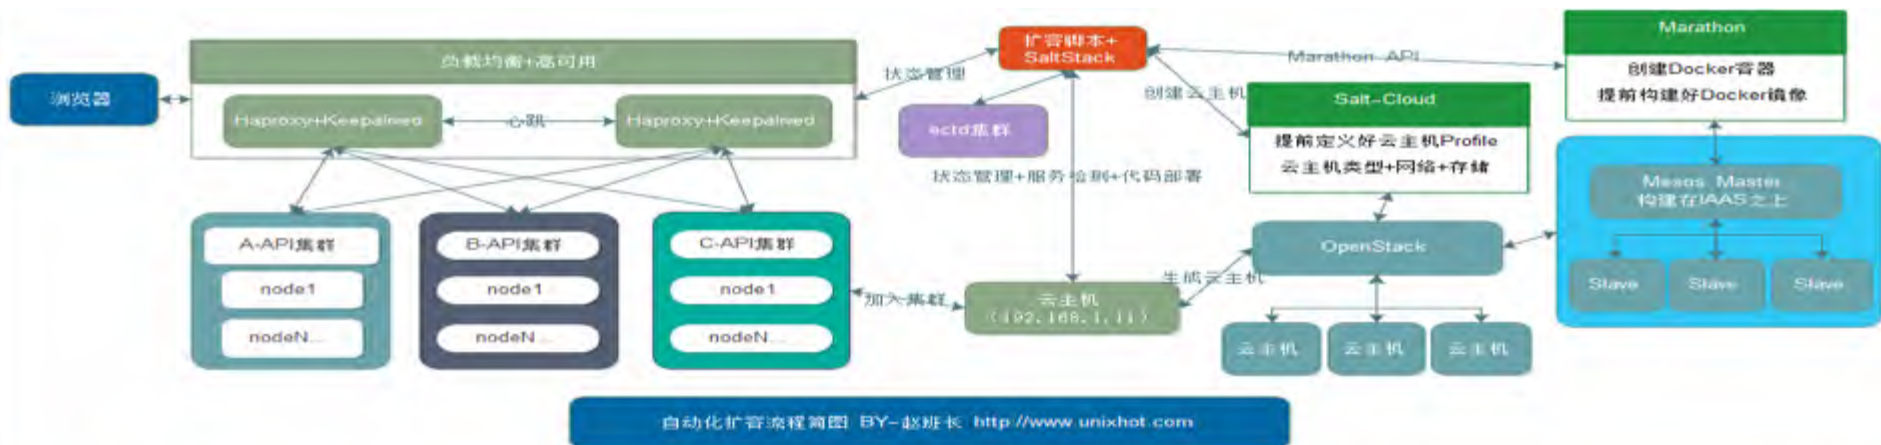 浏览器
负载均衡+高可用
Haproxy+Keepalived
心跳
Haproxy+Keepalived
A-API集群
node1
nodeN...
B-API集群
node1
nodeN...
C-API集群
node1
nodeN...
状态管理
扩容脚本+
SaltStack
ectd集群
Marathon API
创建云主机
状态管理+服务检测+代码部署
加入集群
云主机
(192.168.1.11)
生成云主机
Salt-Cloud
提前定义好云主机Profile
云主机类型+网络+存储
OpenStack
云主机
云主机
云主机
Marathon
创建Docker容器
提前构建好Docker镜像
Mesos Master
构建在IAAS之上
Slave
Slave
Slave
自动化扩容流程简图 BY-赵班长 http://www.unixhot.com